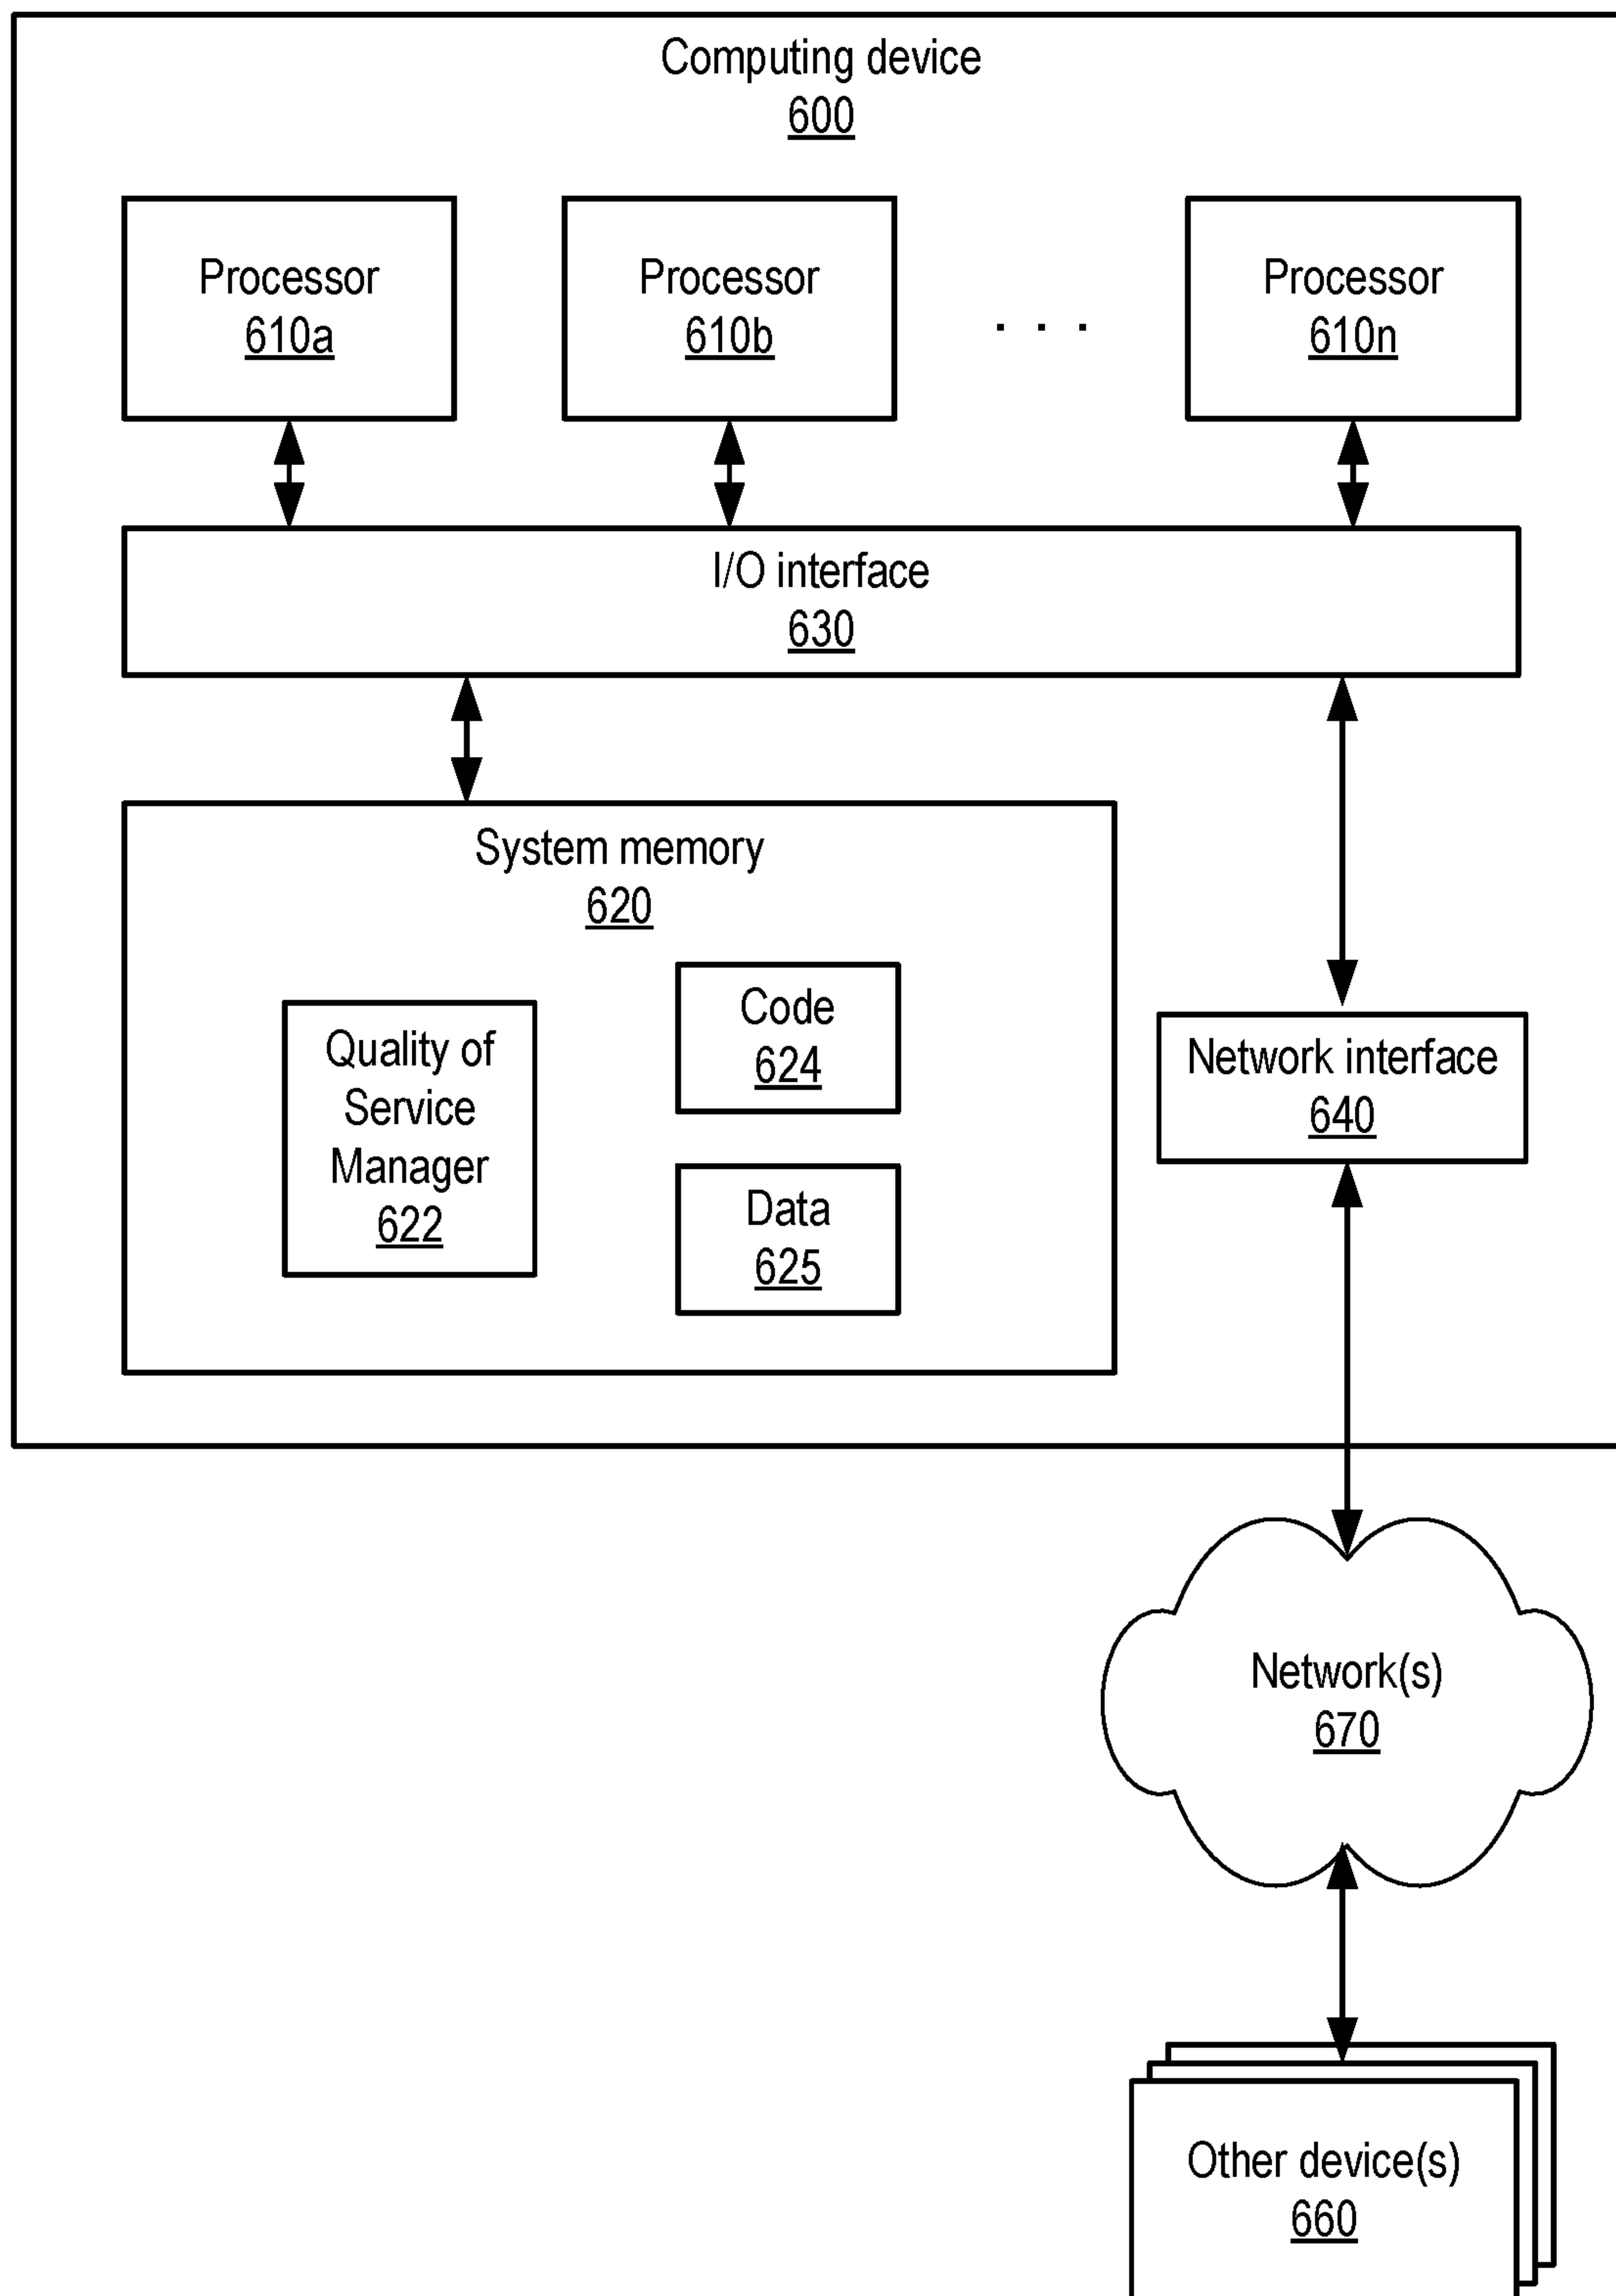 Computing device
600
Processor
610a
Processor
610b
. . .
Processor
610n
I/O interface
630
System memory
620
Quality of
Service
Manager
622
Code
624
Data
625
Network interface
640
Network(s)
670
Other device(s)
660